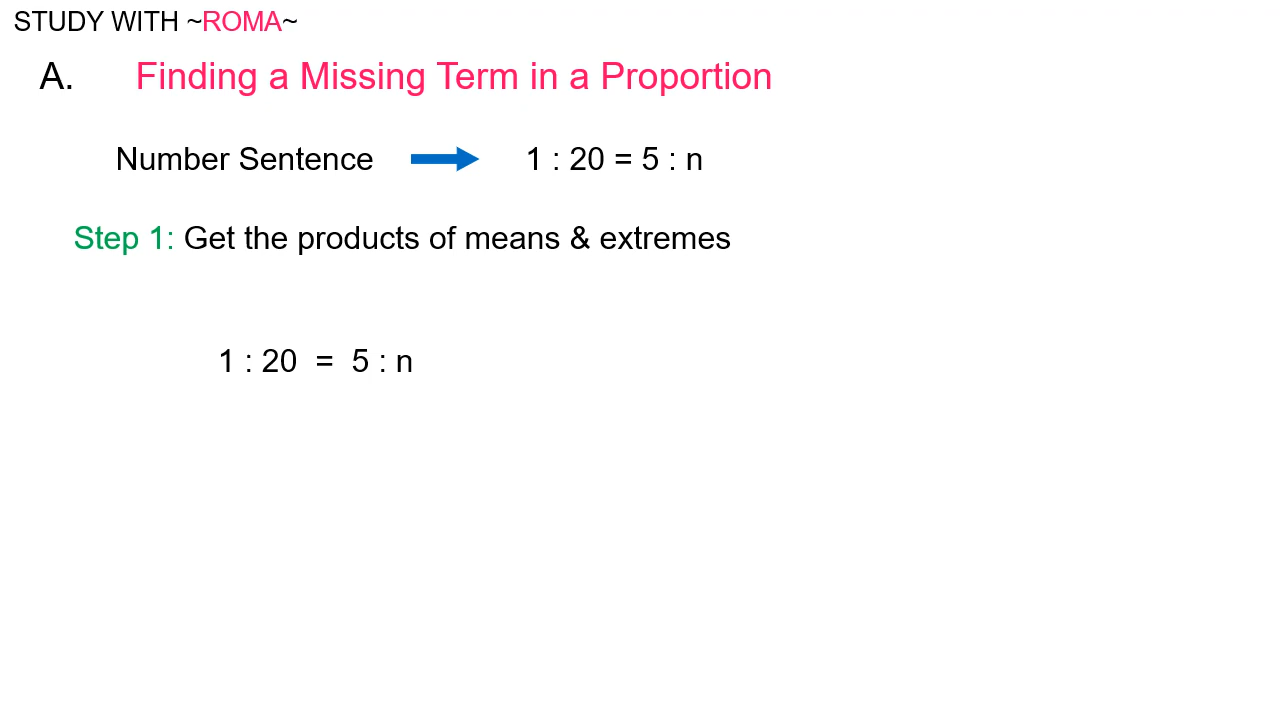 STUDY WITH ~ROMA~
A. Finding a Missing Term in a Proportion
Number Sentence 1 : 20 = 5 : n
Step 1: Get the products of means & extremes
1 : 20 = 5 : n